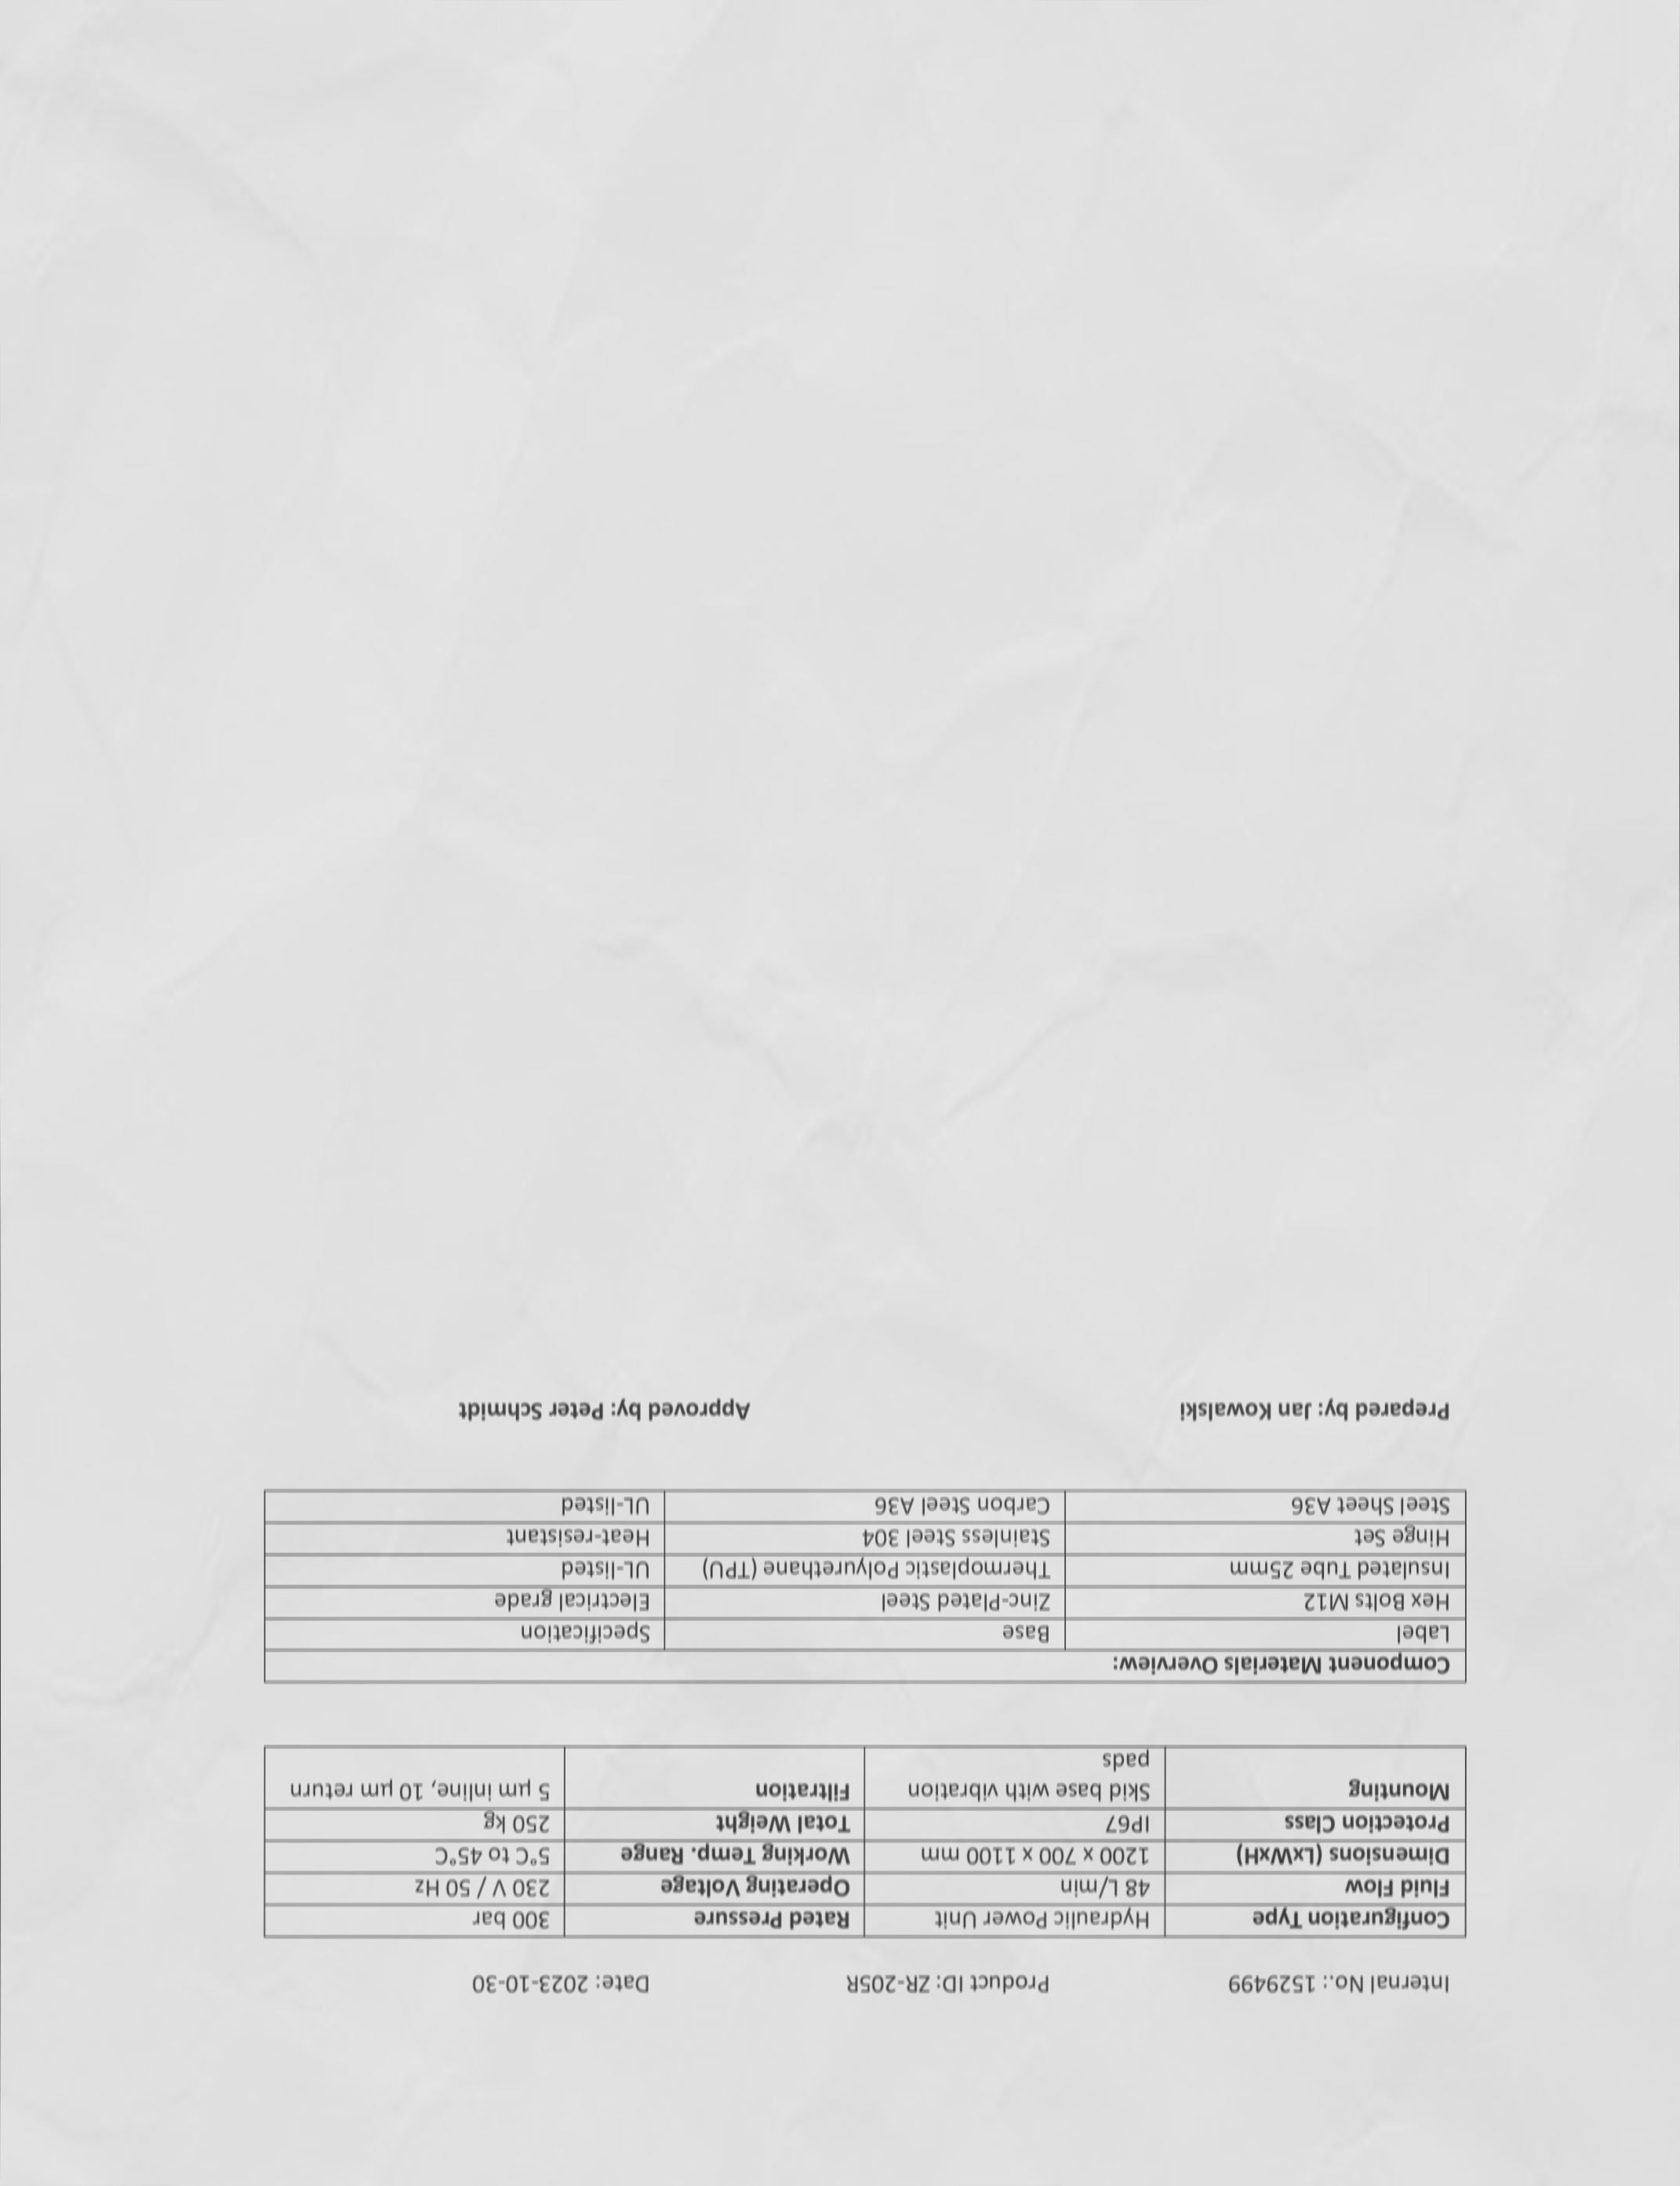 Internal No.: 1529499 Product ID: ZR-205R Date: 2023-10-30
Configuration Type Hydraulic Power Unit Rated Pressure 300 bar
Fluid Flow 48 L/min Operating Voltage 230 V / 50 Hz
Dimensions (LxWxH) 1200 x 700 x 1100 mm Working Temp. Range 5°C to 45°C
Protection Class IP67 Total Weight 250 kg
Mounting Skid base with vibration Filtration 5 µm inline, 10 µm return
pads
Component Materials Overview:
Label Base Specification
Hex Bolts M12 Zinc-Plated Steel Electrical grade
Insulated Tube 25mm Thermoplastic Polyurethane (TPU) UL-listed
Hinge Set Stainless Steel 304 Heat-resistant
Steel Sheet A36 Carbon Steel A36 UL-listed
Prepared by: Jan Kowalski Approved by: Peter Schmidt